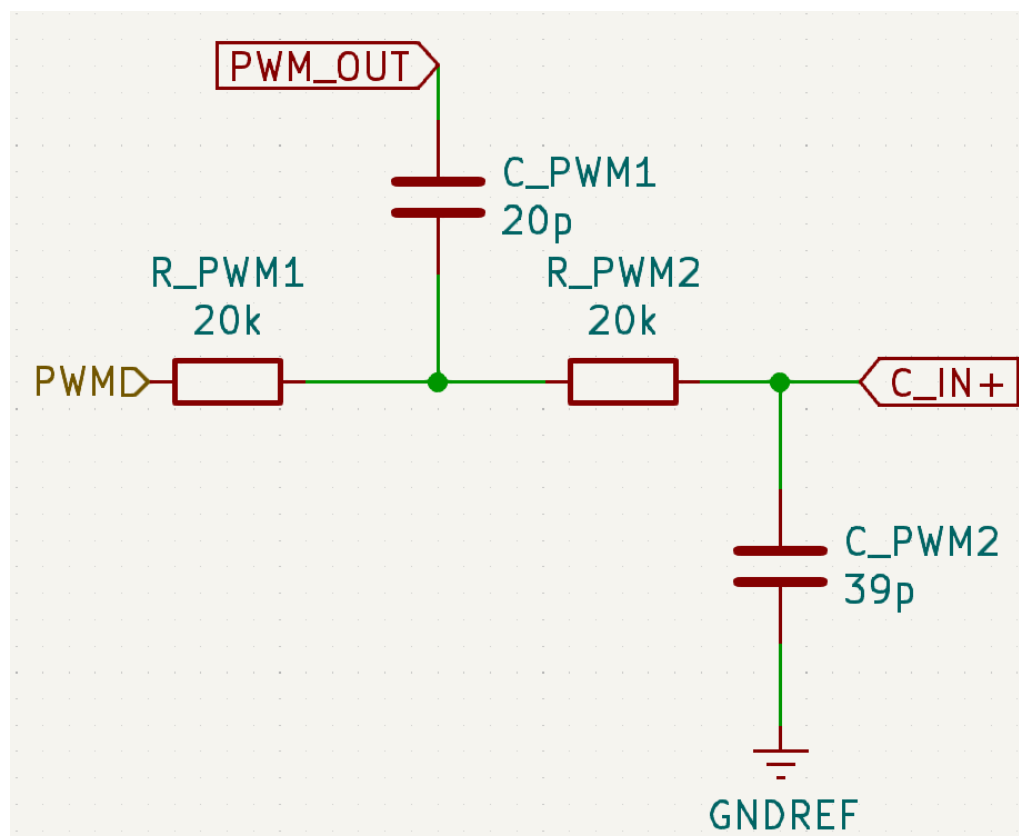 PWM_OUT
C_PWM1
20p
R_PWM1
20k
R_PWM2
20k
PWM
C_IN+
C_PWM2
39p
GNDREF